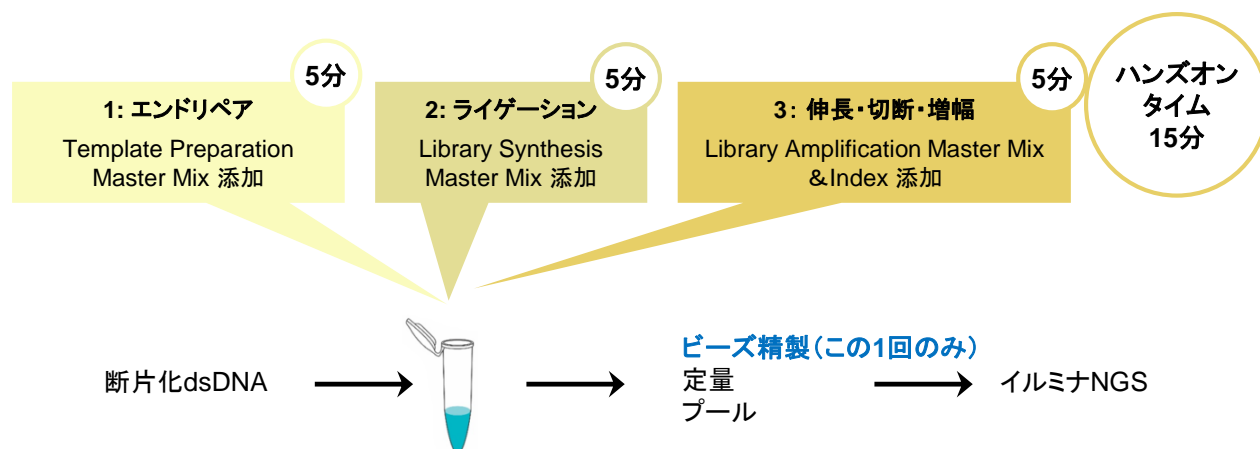 5分
1: エンドリペア
Template Preparation
Master Mix 添加
5分
2: ライゲーション
Library Synthesis
Master Mix 添加
5分
3： 伸長・切断・増幅
Library Amplification Master Mix
＆Index 添加
ハンズオン
タイム
15分
断片化dsDNA
ビーズ精製（この1回のみ）
定量
プール
イルミナNGS